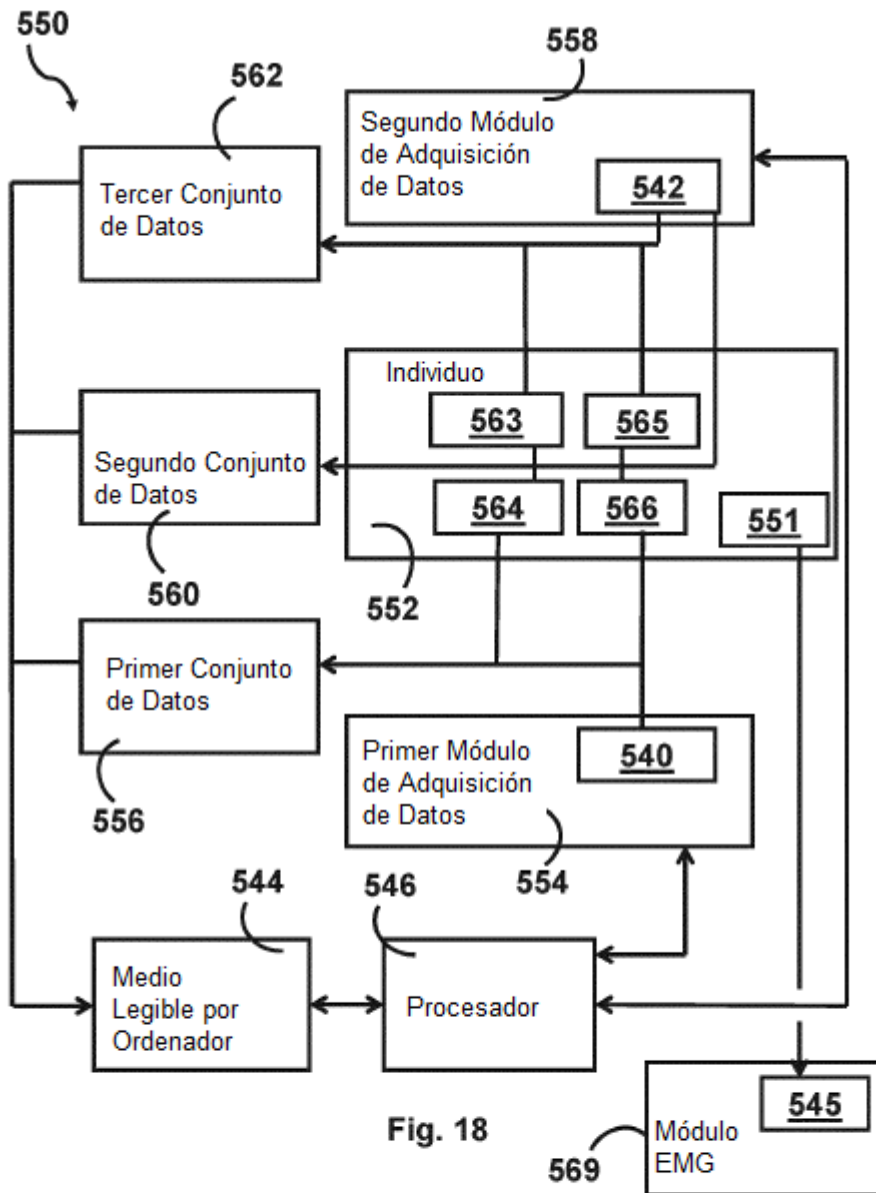 550
558
562
Segundo Módulo
de Adquisición
de Datos
542
Tercer Conjunto
de Datos
Individuo
563
565
Segundo Conjunto
de Datos
564
566
551
560
552
Primer Conjunto
de Datos
Primer Módulo
de Adquisición
de Datos
540
556
554
544
546
Medio
Legible por
Ordenador
Procesador
545
Módulo
EMG
569
Fig. 18